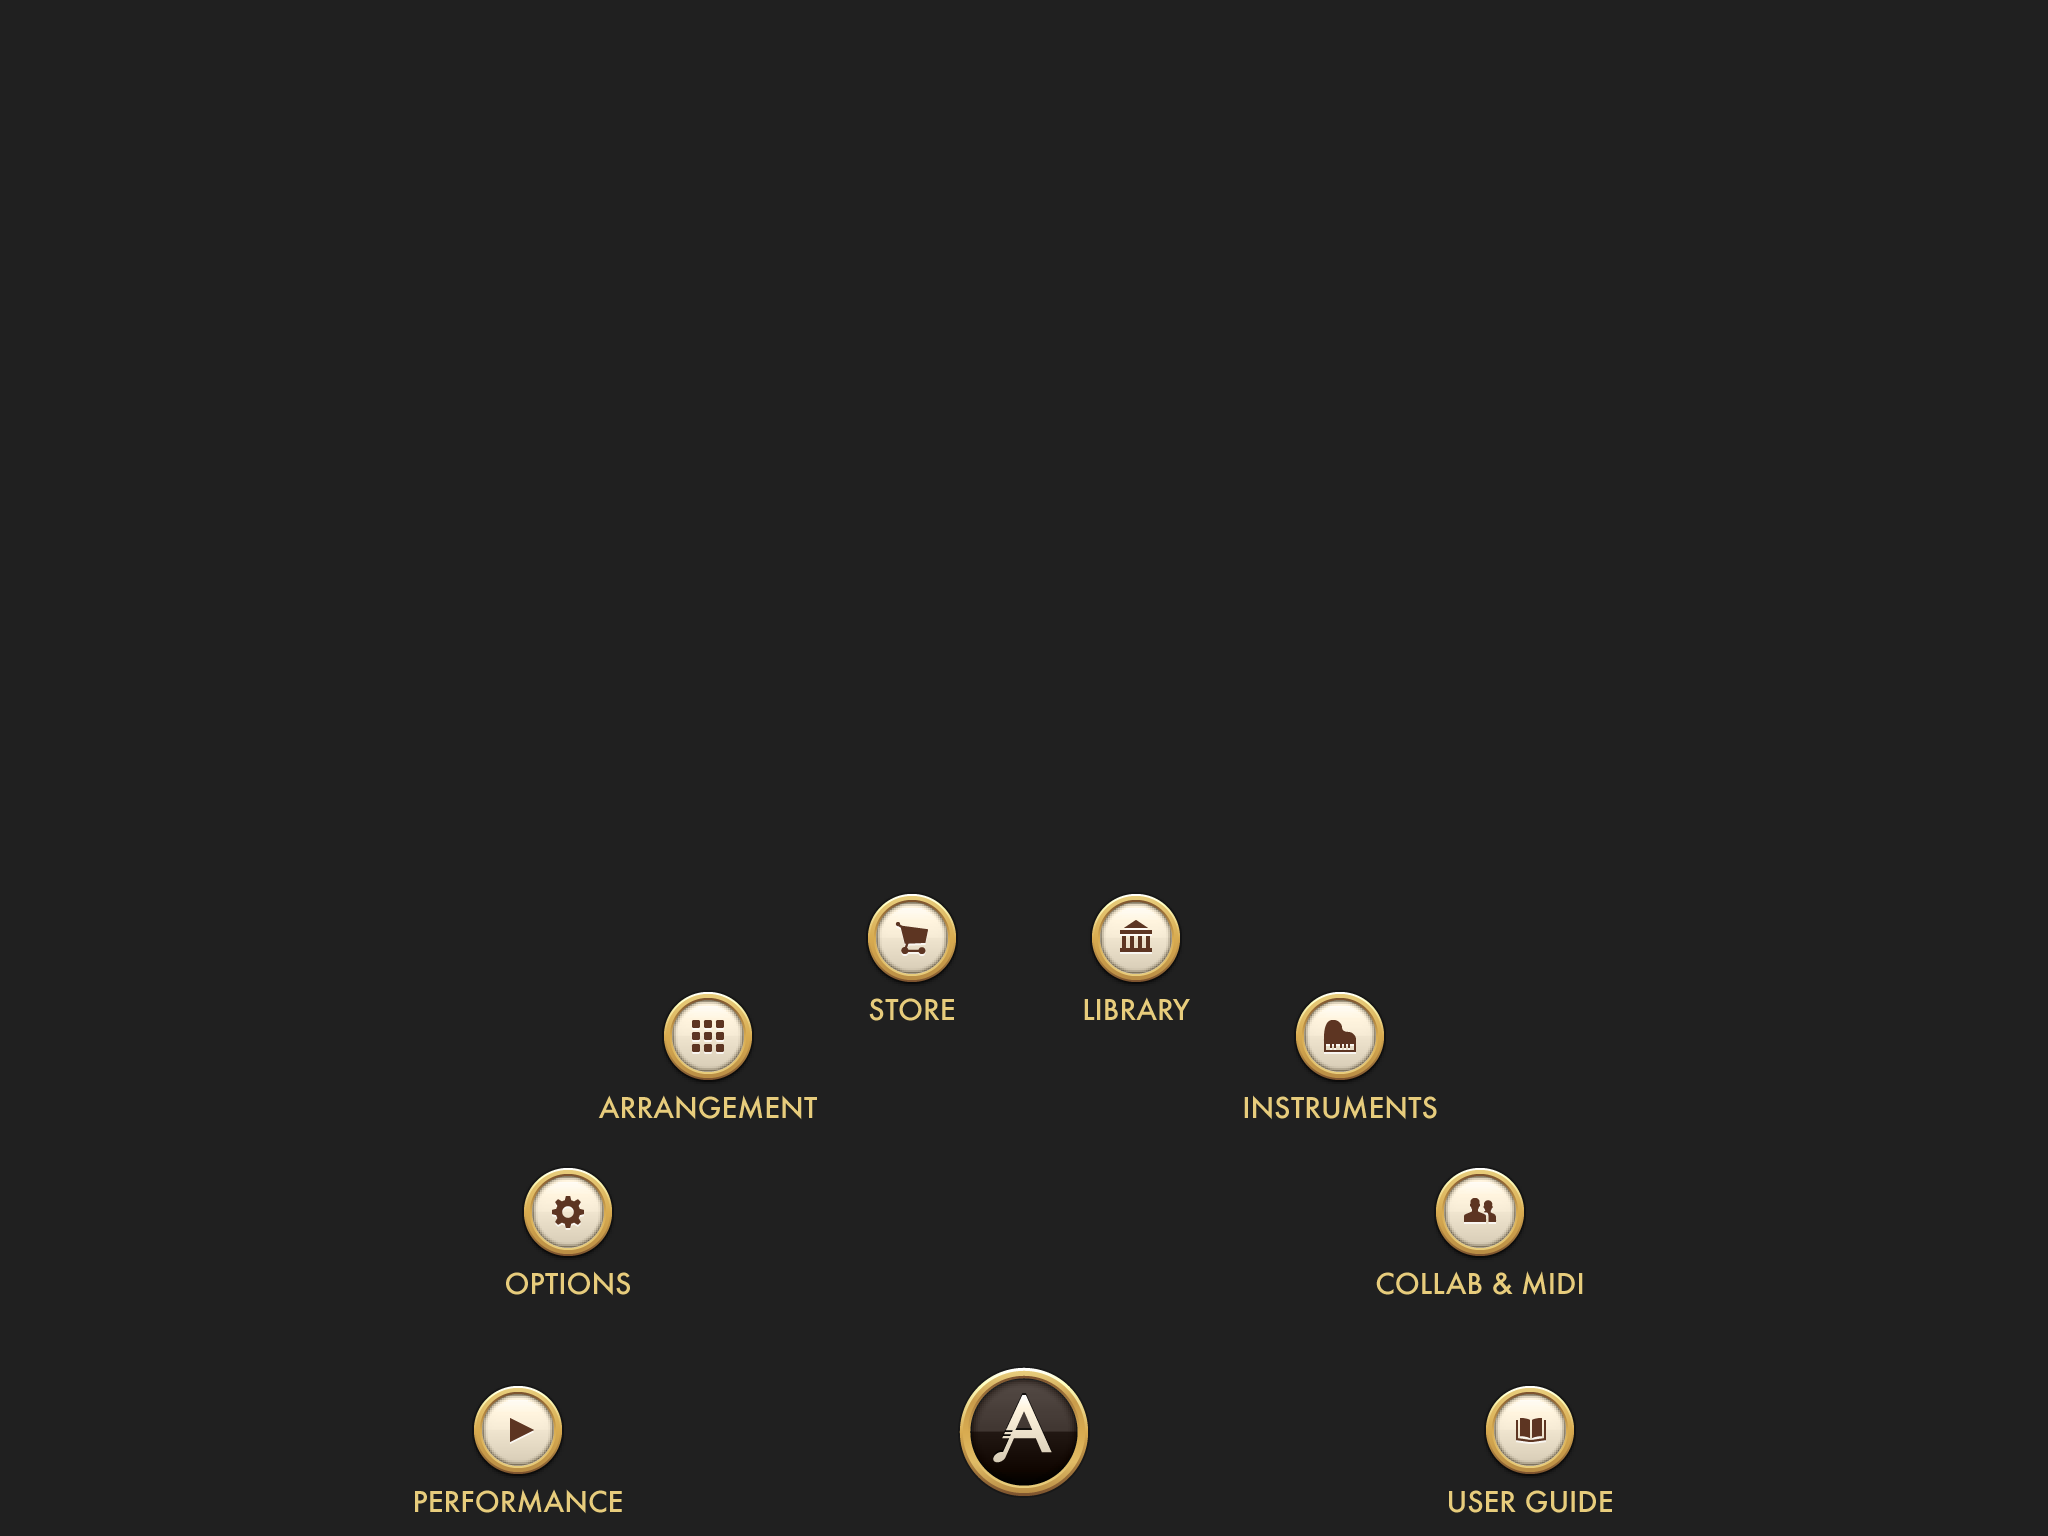 STORE
LIBRARY
ARRANGEMENT
INSTRUMENTS
OPTIONS
COLLAB & MIDI
A
PERFORMANCE
USER GUIDE